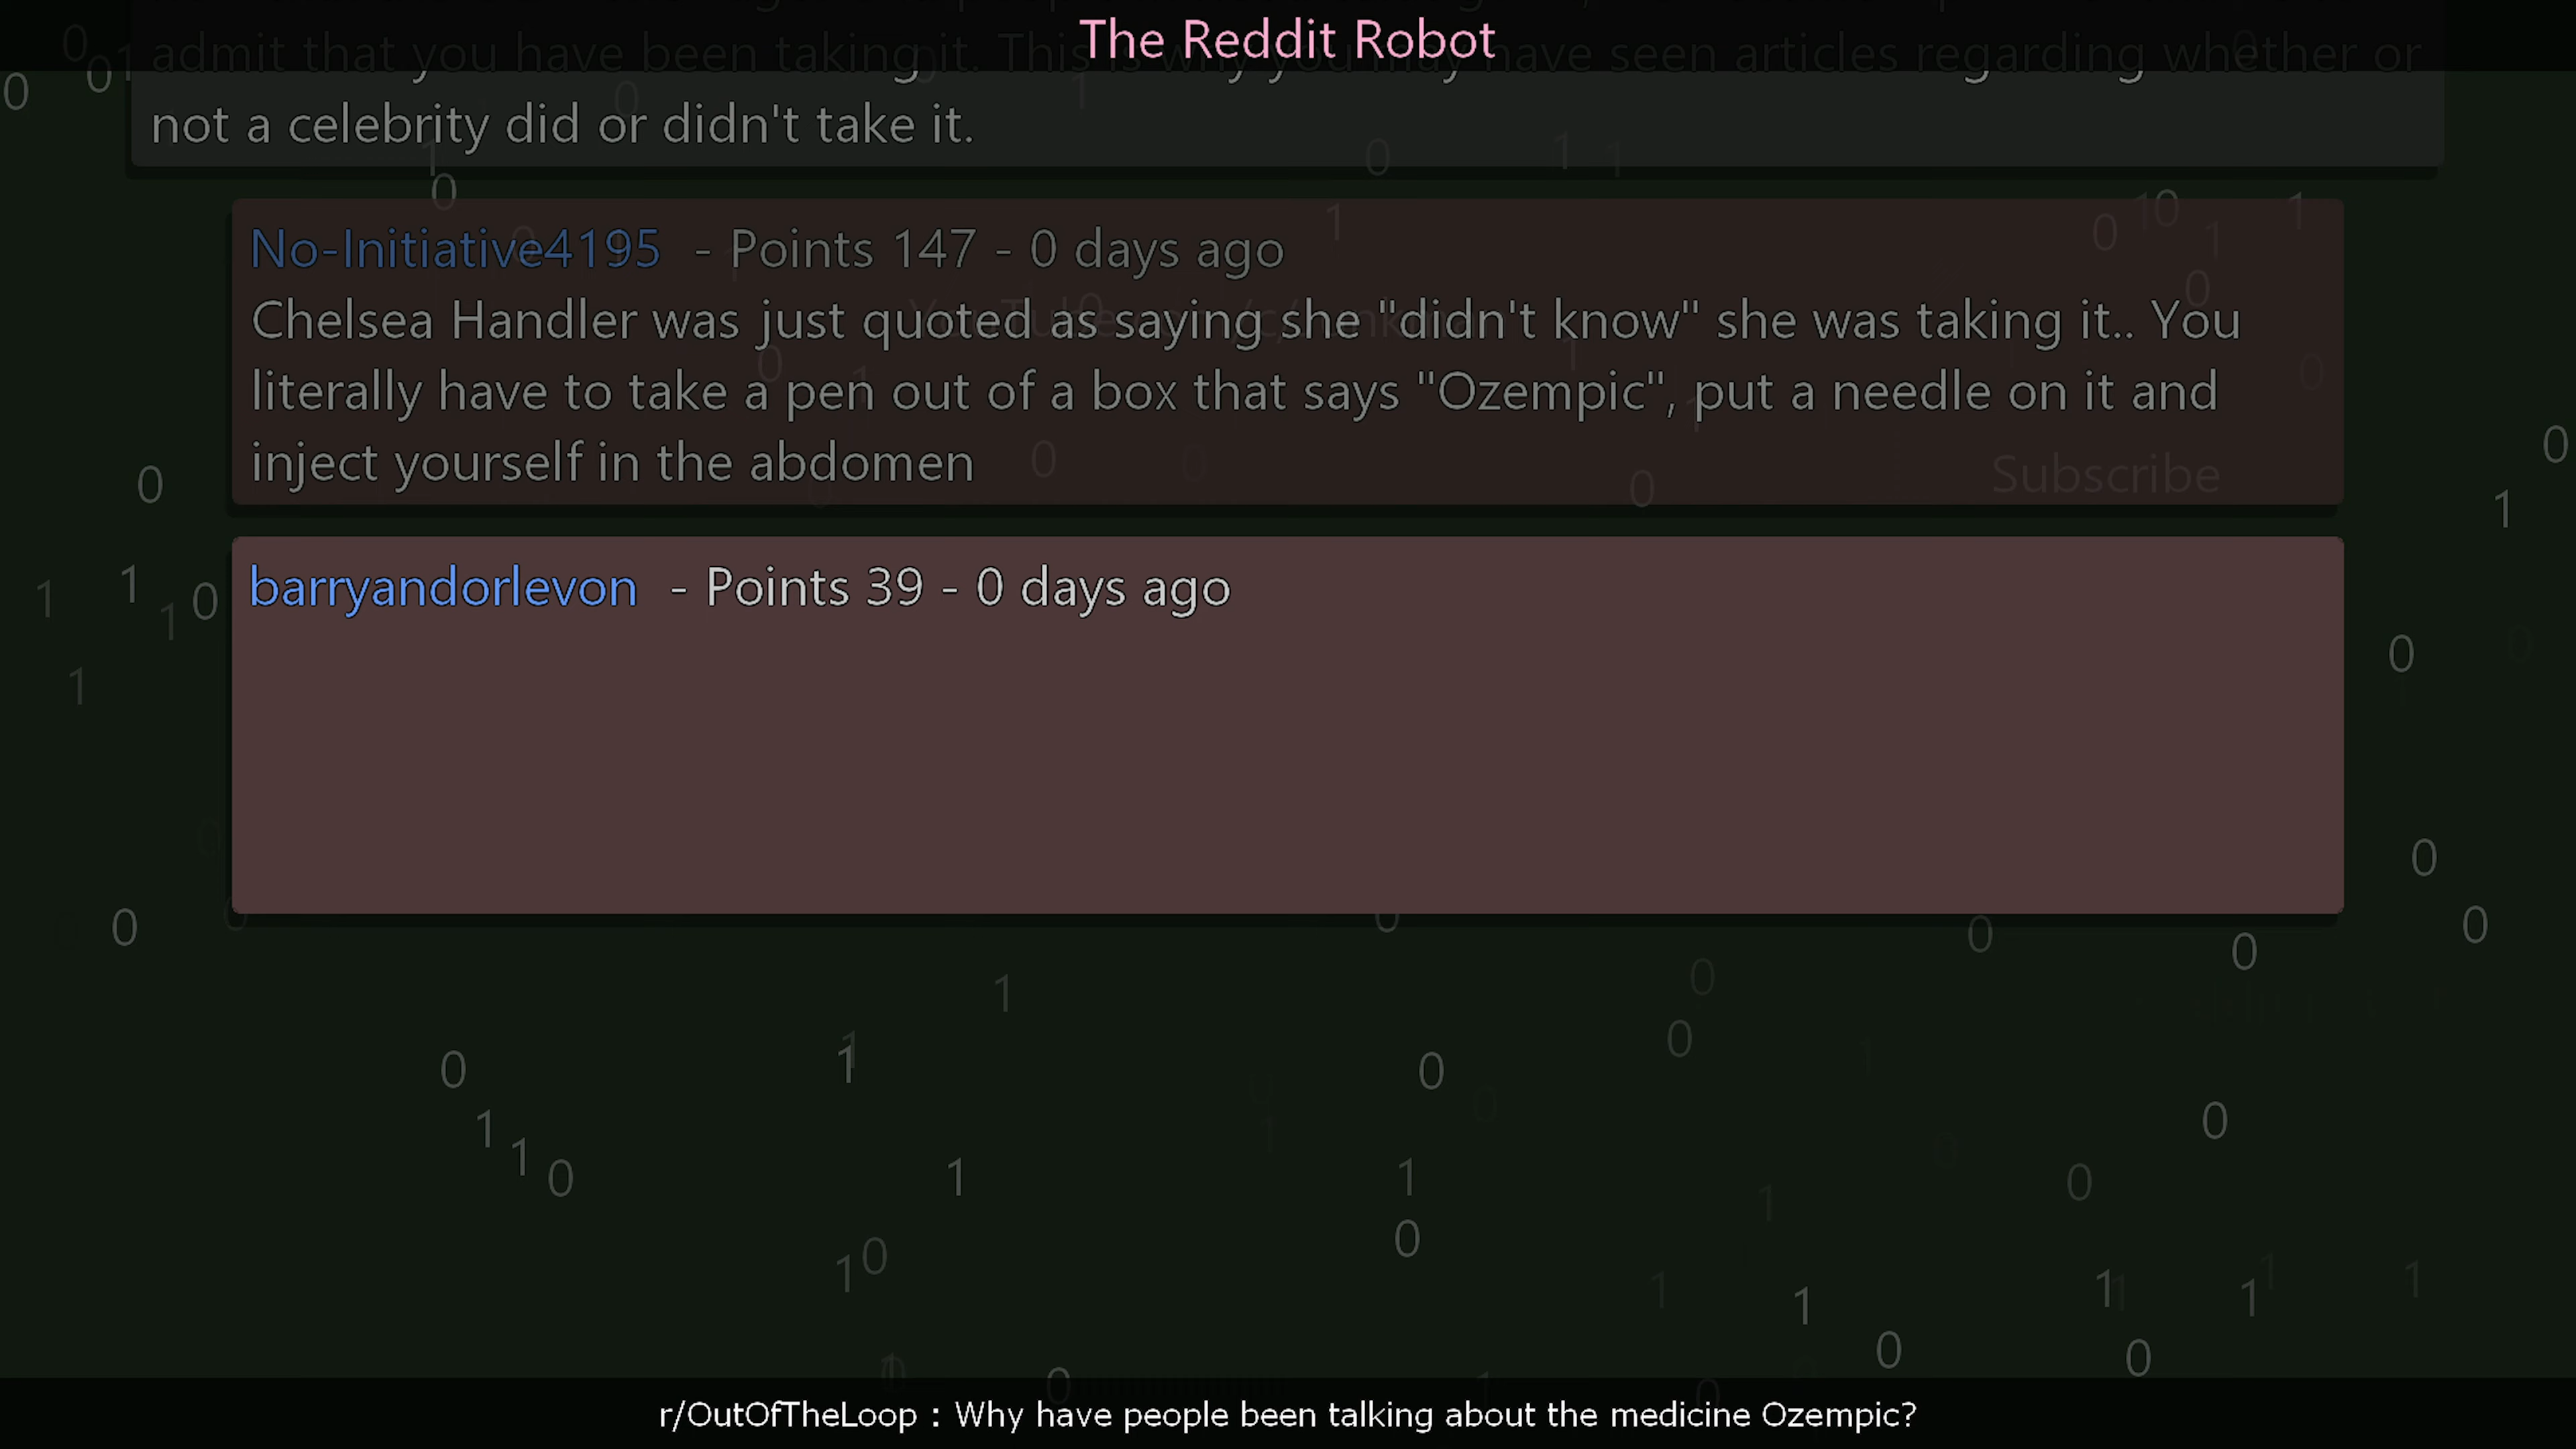 The Reddit Robot
admit that you have been taking it. This is why you may have seen articles regarding whether or
not a celebrity did or didn't take it.
No-Initiative4195 - Points 147 - 0 days ago
Chelsea Handler was just quoted as saying she "didn't know" she was taking it.. You
literally have to take a pen out of a box that says "Ozempic", put a needle on it and
inject yourself in the abdomen
Subscribe
barryandorlevon - Points 39 - 0 days ago
r/OutOfTheLoop : Why have people been talking about the medicine Ozempic?